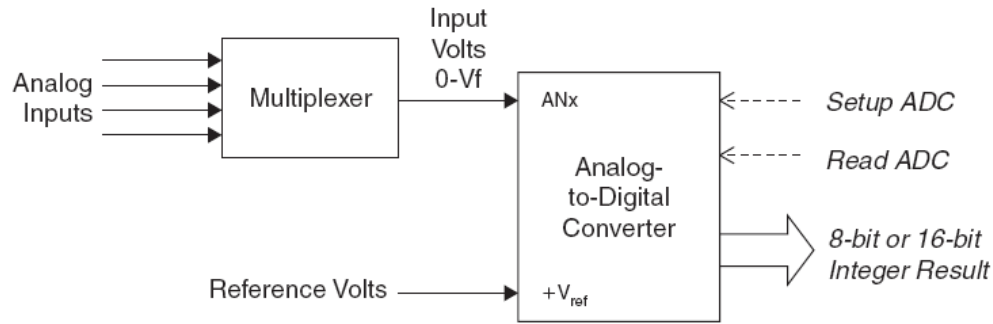 Analog
Inputs
Multiplexer
Input
Volts
0-Vf
ANx
Analog-
to-Digital
Converter
Setup ADC
Read ADC
8-bit or 16-bit
Integer Result
Reference Volts
+Vref